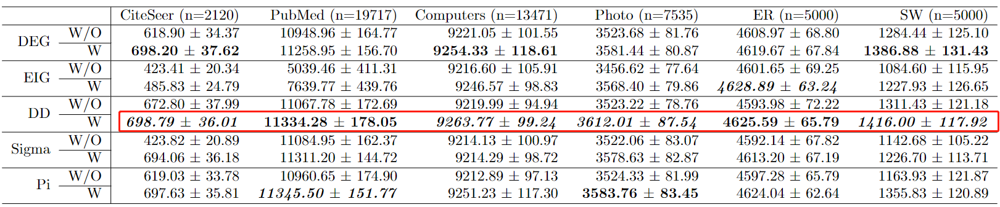 CiteSeer (n=2120) PubMed (n=19717) Computers (n=13471) Photo (n=7535) ER (n=5000) SW (n=5000)
DEG W/O 618.90 ± 34.37 10948.96 ± 164.77 9221.05 ± 101.55 3523.68 ± 81.76 4608.97 ± 68.80 1284.44 ± 125.10
W 698.20 ± 37.62 11258.95 ± 156.70 9254.33 ± 118.61 3581.44 ± 80.87 4619.67 ± 67.84 1386.88 ± 131.43
EIG W/O 423.41 ± 20.34 5039.46 ± 411.31 9216.60 ± 105.91 3456.62 ± 77.64 4601.65 ± 69.25 1084.60 ± 115.95
W 485.83 ± 24.79 7639.77 ± 439.76 9246.57 ± 98.83 3568.40 ± 79.86 4628.89 ± 63.24 1227.93 ± 126.65
DD W/O 672.80 ± 37.99 11067.78 ± 172.69 9219.99 ± 94.94 3523.22 ± 78.76 4593.98 ± 72.22 1311.43 ± 121.18
W 698.79 ± 36.01 11334.28 ± 178.05 9263.77 ± 99.24 3612.01 ± 87.54 4625.59 ± 65.79 1416.00 ± 117.92
Sigma W/O 423.82 ± 20.89 11084.95 ± 162.37 9214.13 ± 100.97 3522.06 ± 83.07 4592.14 ± 67.82 1142.68 ± 105.22
W 694.06 ± 36.18 11311.20 ± 144.72 9214.29 ± 98.72 3578.63 ± 82.87 4613.20 ± 67.19 1226.70 ± 113.71
Pi W/O 619.03 ± 33.78 10960.65 ± 174.90 9212.89 ± 97.13 3524.33 ± 81.99 4597.28 ± 65.79 1163.93 ± 121.87
W 697.63 ± 35.81 11345.50 ± 151.77 9251.23 ± 117.30 3583.76 ± 83.45 4624.04 ± 62.64 1355.83 ± 120.89